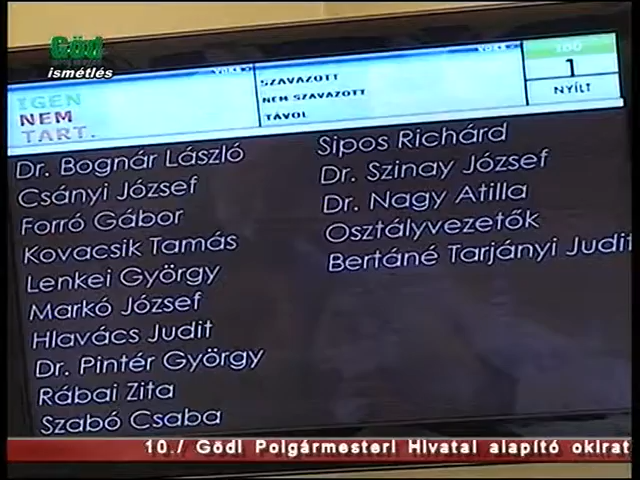 Göd
ismétlés
IGEN
NEM
TART.
SZAVAZOTT
NEM SZAVAZOTT
TÁVOL
100
1
NYÍLT
Dr. Bognár László
Csányi József
Forró Gábor
Kovacsik Tamás
Lenkei György
Markó József
Hlavács Judit
Dr. Pintér György
Rábai Zita
Szabó Csaba
Sipos Richárd
Dr. Szinay József
Dr. Nagy Atilla
Osztályvezetők
Bertáné Tarjányi Judit
10./ Gödi Polgármesteri Hivatal alapító okirat